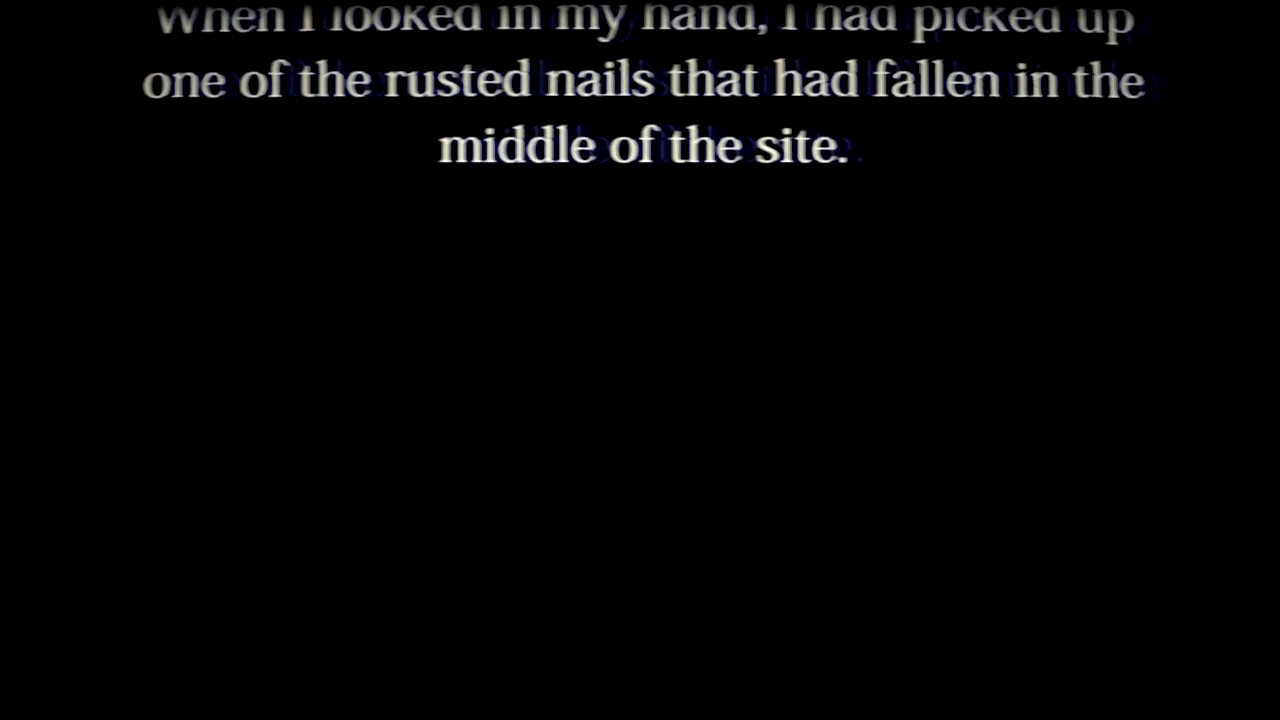 When I looked in my hand, I had picked up
one of the rusted nails that had fallen in the
middle of the site.